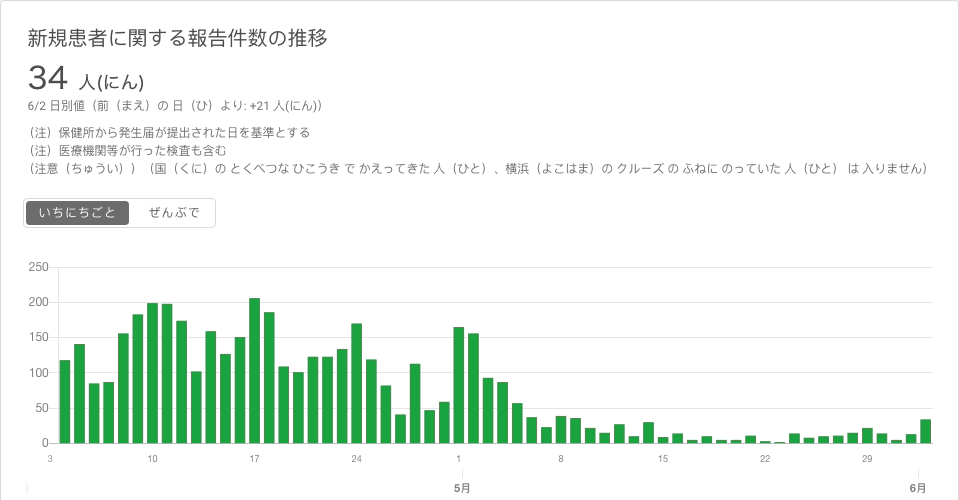 新規患者に関する報告件数の推移
34 人(にん)
6/2 日別値（前（まえ）の 日（ひ）より: +21 人(にん)）
（注）保健所から発生届が提出された日を基準とする
（注）医療機関等が行った検査も含む
（注意（ちゅうい））（国（くに）の とくべつな ひこうき で かえってきた 人（ひと）、横浜（よこはま）の クルーズ の ふねに のっていた 人（ひと） は 入りません）
いちにちごと ぜんぶで
250
200
150
100
50
0
3 10 17 24 1 8 15 22 29
5月 6月